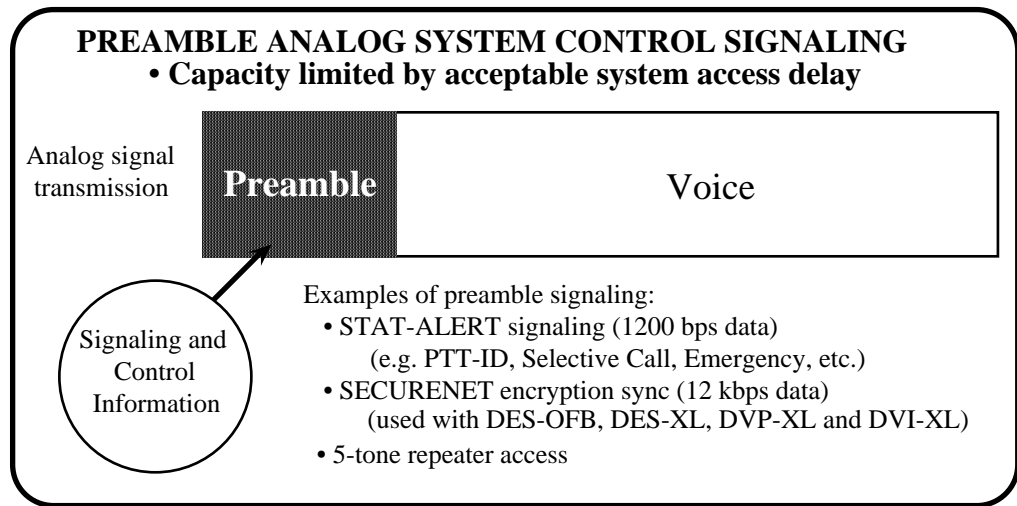 PREAMBLE ANALOG SYSTEM CONTROL SIGNALING
• Capacity limited by acceptable system access delay
Analog signal
transmission
Preamble
Voice
Signaling and
Control
Information
Examples of preamble signaling:
• STAT-ALERT signaling (1200 bps data)
(e.g. PTT-ID, Selective Call, Emergency, etc.)
• SECURENET encryption sync (12 kbps data)
(used with DES-OFB, DES-XL, DVP-XL and DVI-XL)
• 5-tone repeater access